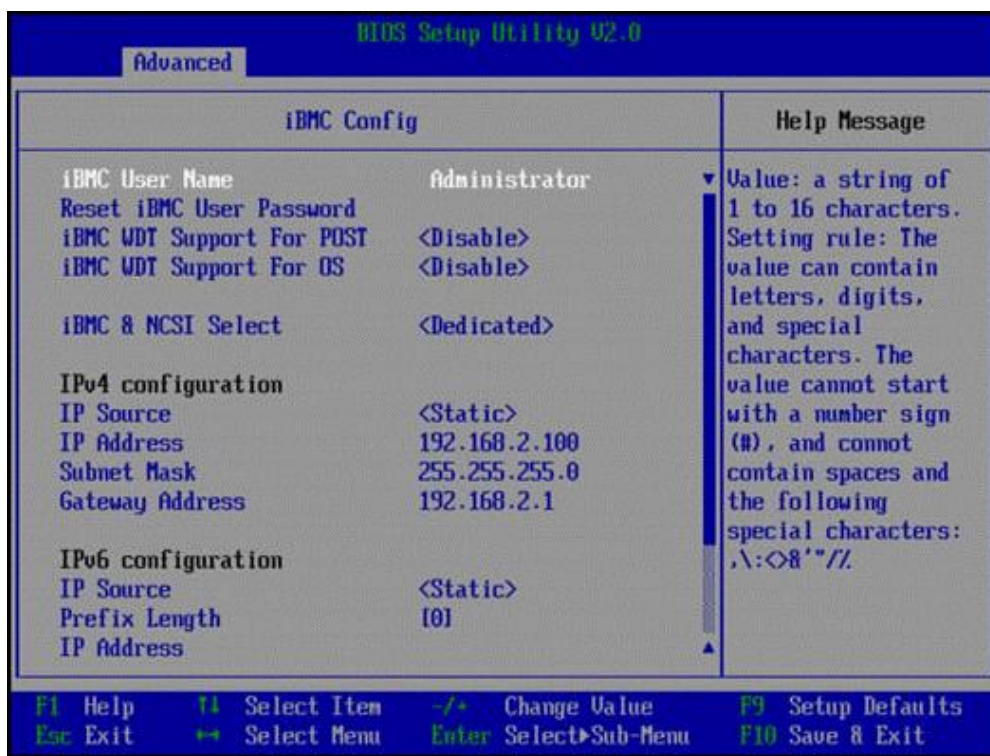 BIOS Setup Utility V2.0
Advanced
iBMC Config
iBMC User Name Administrator
Reset iBMC User Password
iBMC WDT Support For POST <Disable>
iBMC WDT Support For OS <Disable>
iBMC & NCSI Select <Dedicated>
IPv4 configuration
IP Source <Static>
IP Address 192.168.2.100
Subnet Mask 255.255.255.0
Gateway Address 192.168.2.1
IPv6 configuration
IP Source <Static>
Prefix Length [0]
IP Address
Help Message
Value: a string of
1 to 16 characters.
Setting rule: The
value can contain
letters, digits,
and special
characters. The
value cannot start
with a number sign
(#), and connot
contain spaces and
the following
special characters:
,\:<>&'"/%
F1 Help ↑↓ Select Item -/+ Change Value F9 Setup Defaults
Esc Exit ↔ Select Menu Enter Select▶Sub-Menu F10 Save & Exit